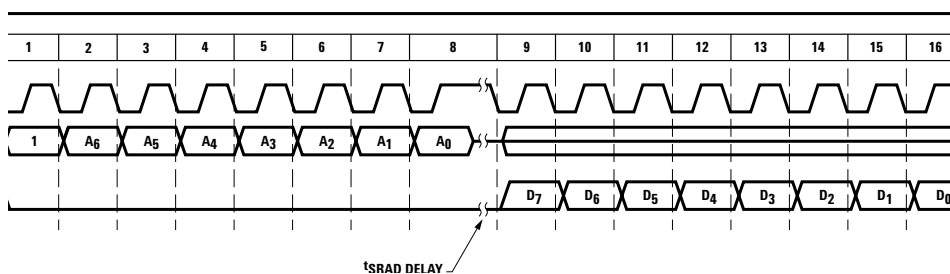 1 2 3 4 5 6 7 8 9 10 11 12 13 14 15 16
1 A6 A5 A4 A3 A2 A1 A0
D7 D6 D5 D4 D3 D2 D1 D0
tSRAD DELAY